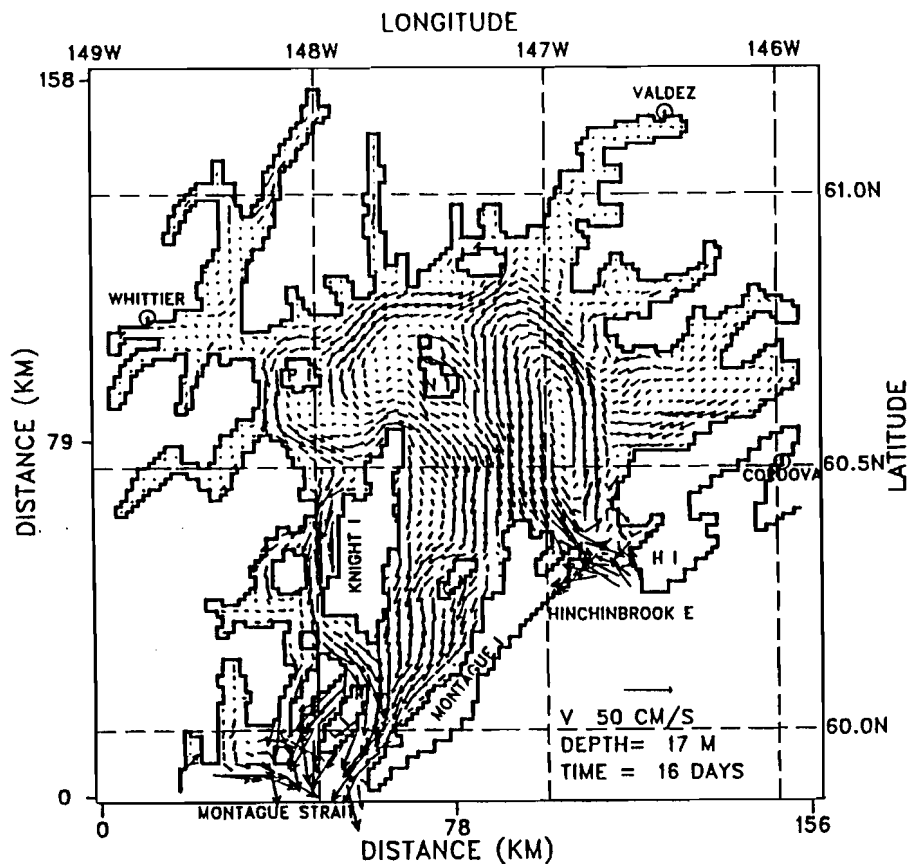 LONGITUDE
149W 148W 147W 146W
158
VALDEZ
61.0N
WHITTIER
DISTANCE (KM)
79
LATITUDE
60.5N
CORDOVA
KNIGHT I
H I
HINCHINBROOK E
MONTAGUE I
V 50 CM/S
60.0N
DEPTH= 17 M
TIME = 16 DAYS
0
MONTAGUE STRAIT
0 78 156
DISTANCE (KM)